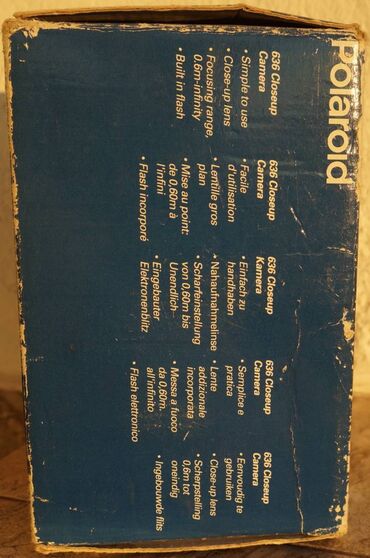 Polaroid
636 Closeup
Camera
• Simple to use
• Close-up lens
• Focusing range,
0.6m-infinity
• Built in flash
636 Closeup
Camera
• Facile
d'utilisation
• Lentille gros
plan
• Mise au point:
de 0,60m à
l'infini
• Flash incorporé
636 Closeup
Kamera
• Einfach zu
handhaben
• Nahaufnahmelinse
• Scharfeinstellung
von 0,60m bis
Unendlich
• Eingebauter
Elektronenblitz
636 Closeup
Camera
• Semplice e
pratica
• Lente
addizionale
incorporata
• Messa a fuoco
da 0,60m.
all'infinito
• Flash elettronico
636 Closeup
Camera
• Eenvoudig te
gebruiken
• Close-up lens
• Scherpstelling
0,6m tot
oneindig
• Ingebouwde flits